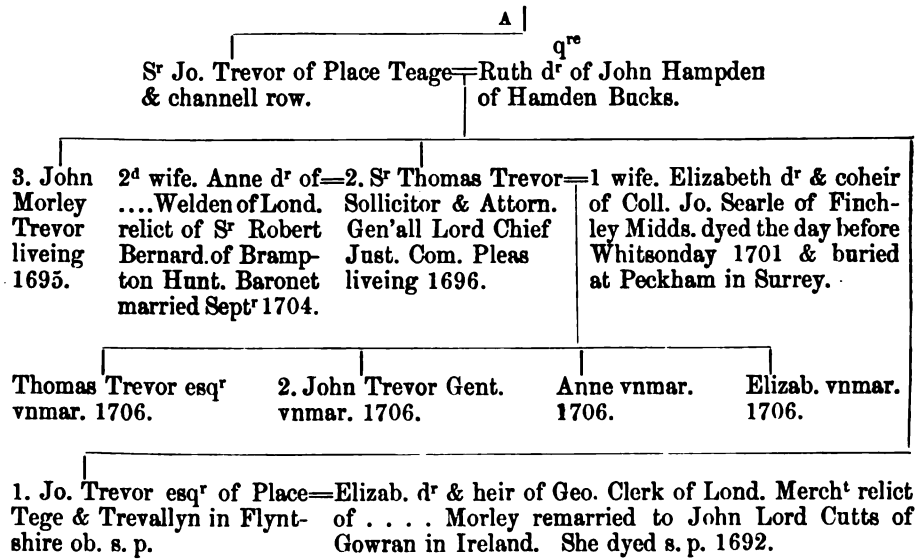 A
qre
Sr Jo. Trevor of Place Teage=Ruth dr of John Hampden
& channell row.
of Hamden Bucks.
3. John
Morley
Trevor
liveing
1695.
2d wife. Anne dr of=2. Sr Thomas Trevor=1 wife. Elizabeth dr & coheir
....Welden of Lond.
relict of Sr Robert
Bernard. of Bramp-
ton Hunt. Baronet
married Septr 1704.
Sollicitor & Attorn.
Gen'all Lord Chief
Just. Com. Pleas
liveing 1696.
of Coll. Jo. Searle of Finch-
ley Midds. dyed the day before
Whitsonday 1701 & buried
at Peckham in Surrey.
Thomas Trevor esqr
vnmar. 1706.
2. John Trevor Gent.
vnmar. 1706.
Anne vnmar.
1706.
Elizab. vnmar.
1706.
1. Jo. Trevor esqr of Place=Elizab. dr & heir of Geo. Clerk of Lond. Mercht relict
Tege & Trevallyn in Flynt-
shire ob. s. p.
of . . . . Morley remarried to John Lord Cutts of
Gowran in Ireland. She dyed s. p. 1692.